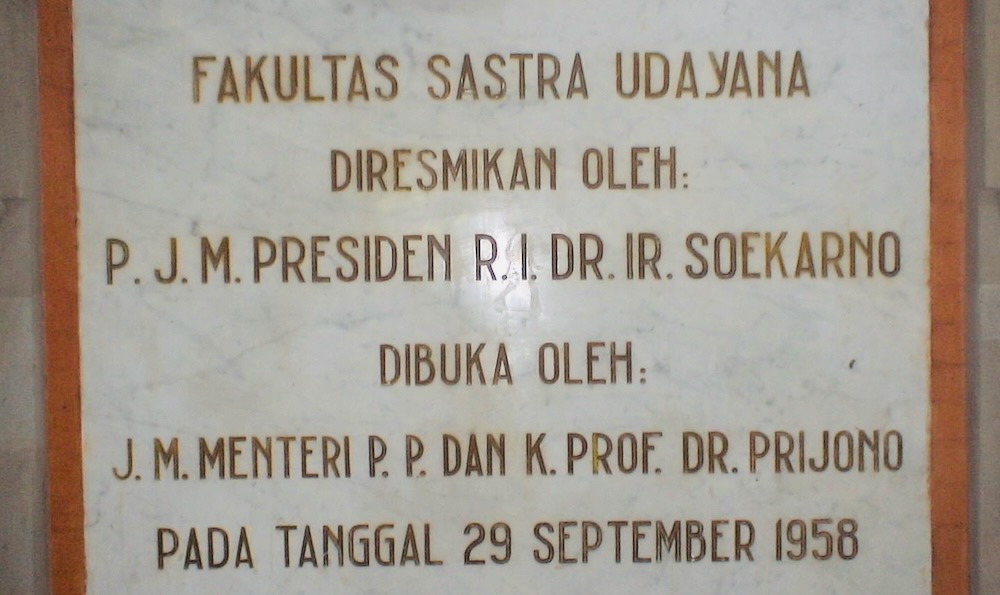 FAKULTAS SASTRA UDAYANA
DIRESMIKAN OLEH:
P. J. M. PRESIDEN R. I. DR. IR. SOEKARNO
DIBUKA OLEH:
J. M. MENTERI P. P. DAN K. PROF. DR. PRIJONO
PADA TANGGAL 29 SEPTEMBER 1958